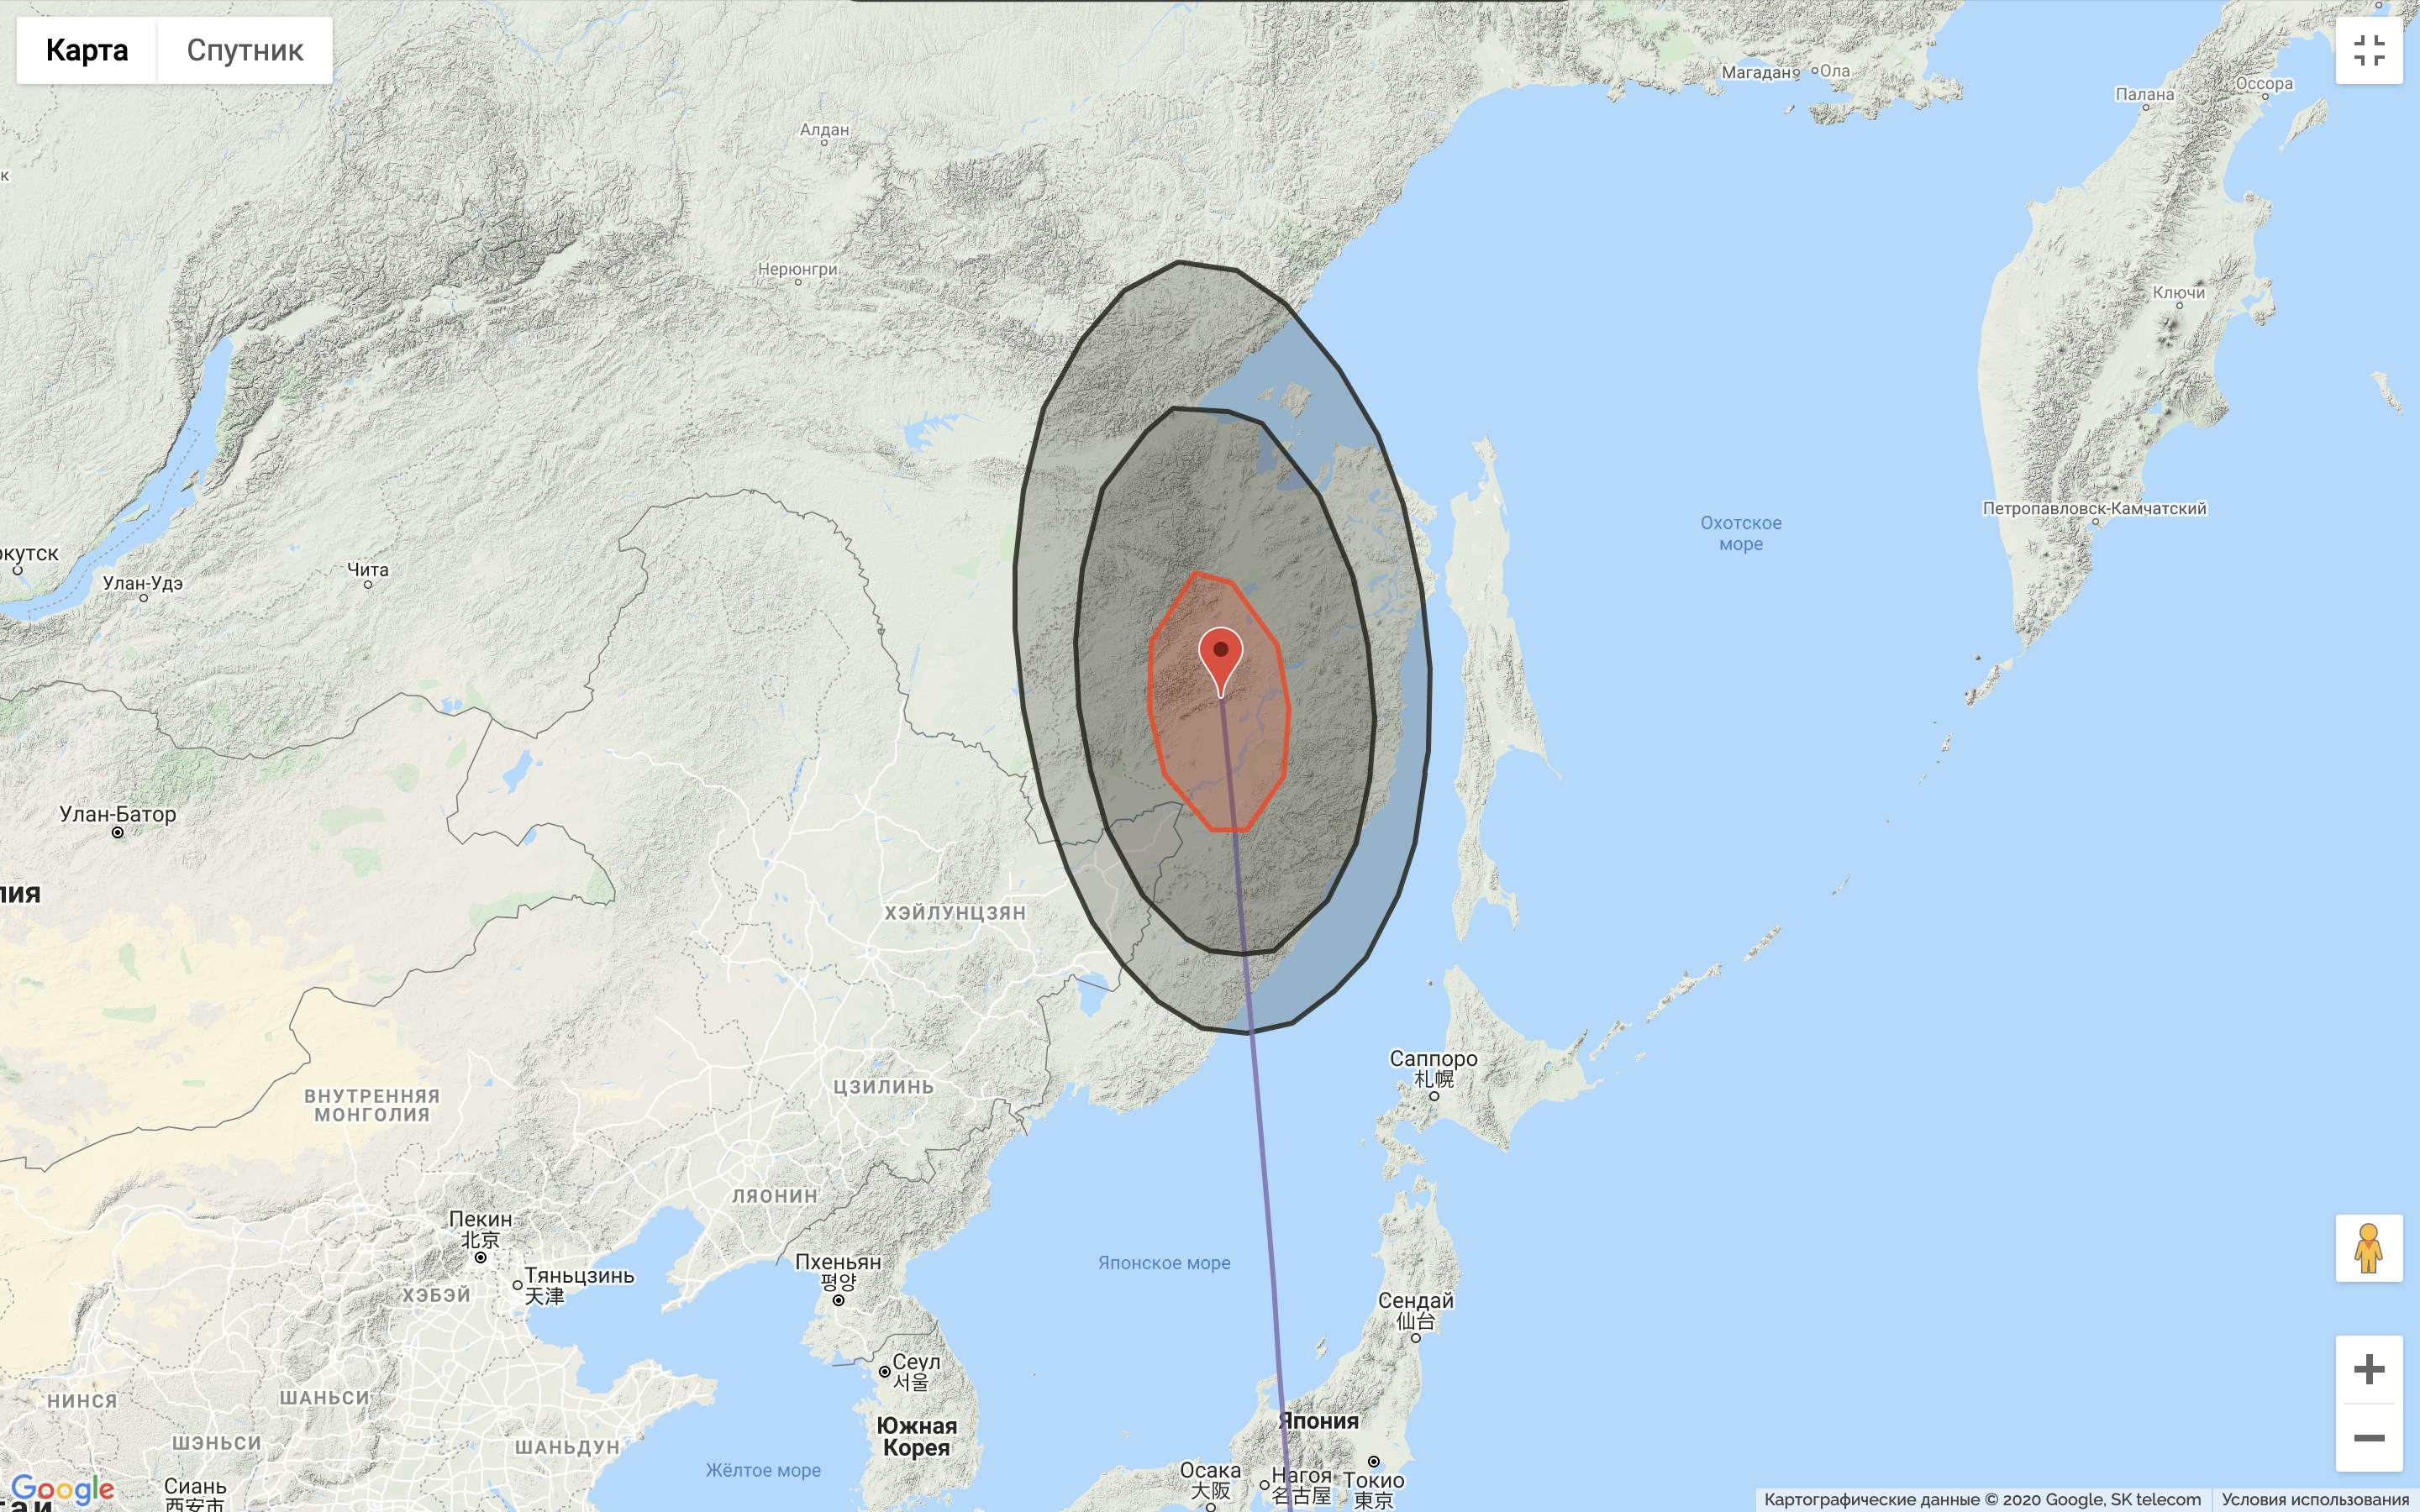 Карта
Спутник
Магадан
Ола
Оссора
Палана
Алдан
к
Нерюнгри
Ключи
Петропавловск-Камчатский
Охотское
море
ркутск
Чита
Улан-Удэ
Улан-Батор
лия
ХЭЙЛУНЦЗЯН
Саппоро
札幌
ЦЗИЛИНЬ
ВНУТРЕННЯЯ
МОНГОЛИЯ
ЛЯОНИН
Пекин
北京
Пхеньян
평양
Японское море
Тяньцзинь
天津
ХЭБЭЙ
Сендай
仙台
Сеул
서울
НИНСЯ
ШАНЬСИ
Южная
Корея
Япония
ШЭНЬСИ
ШАНЬДУН
Жёлтое море
Осака
大阪
Нагоя
名古屋
Токио
東京
Сиань
西安市
Google
тай
Картографические данные © 2020 Google, SK telecom
Условия использования